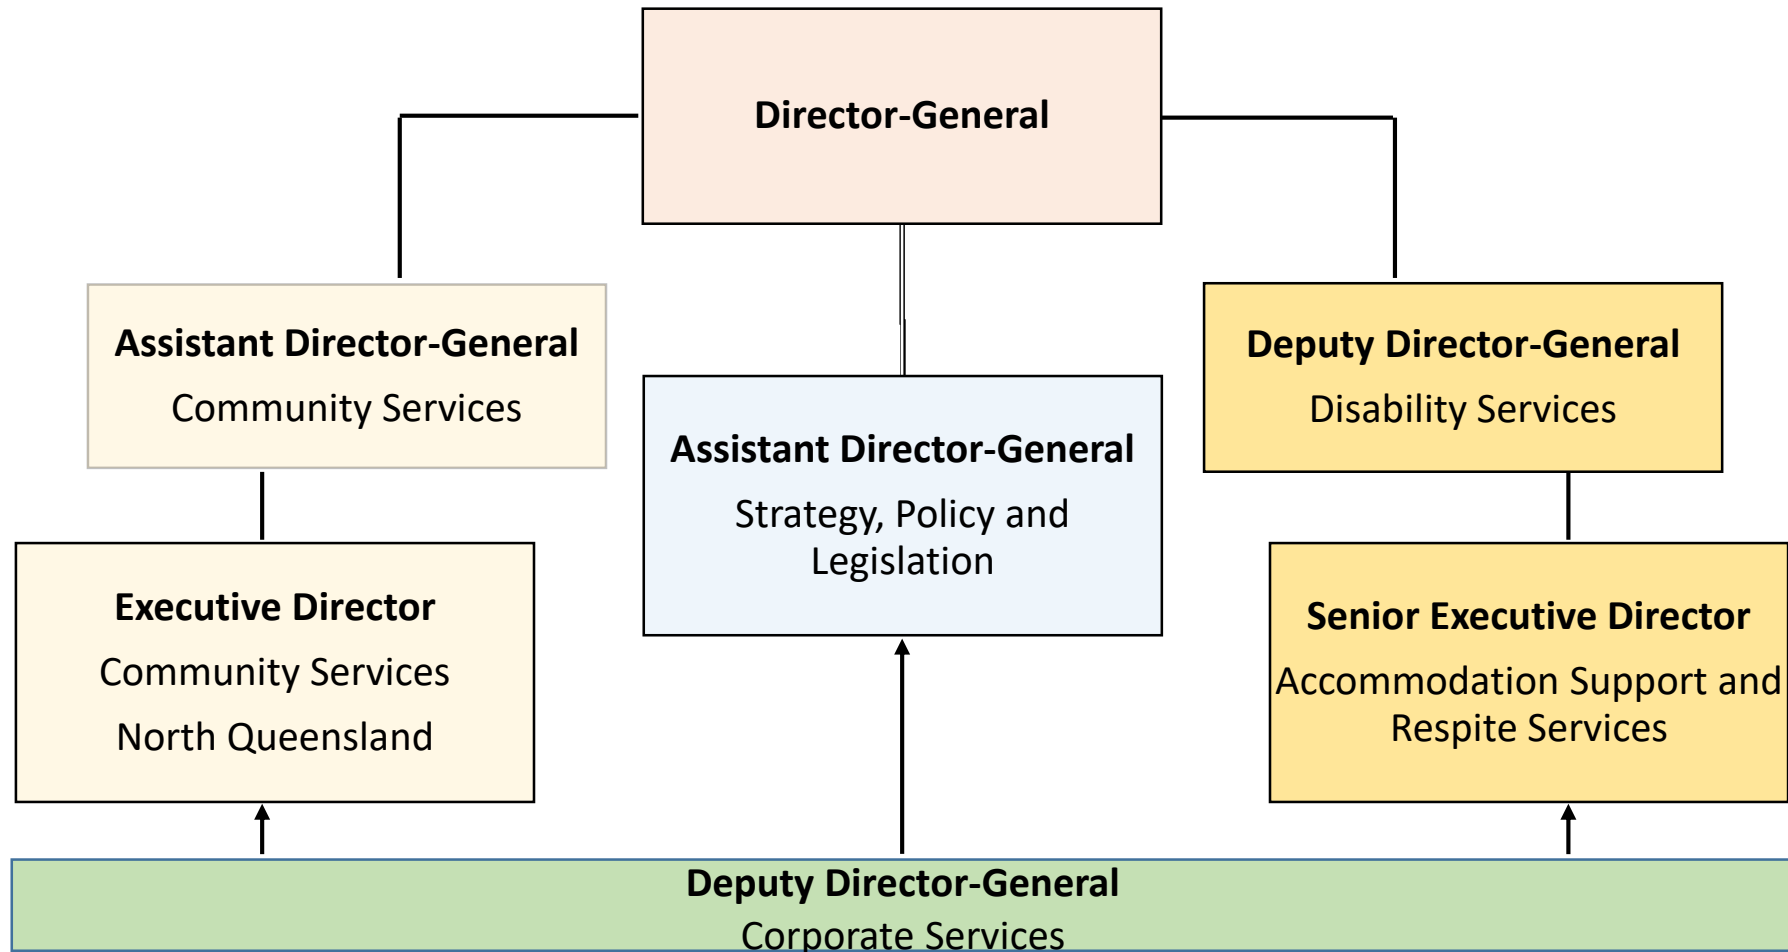 Director-General
Assistant Director-General
Community Services
Assistant Director-General
Strategy, Policy and
Legislation
Deputy Director-General
Disability Services
Executive Director
Community Services
North Queensland
Senior Executive Director
Accommodation Support and
Respite Services
Deputy Director-General
Corporate Services